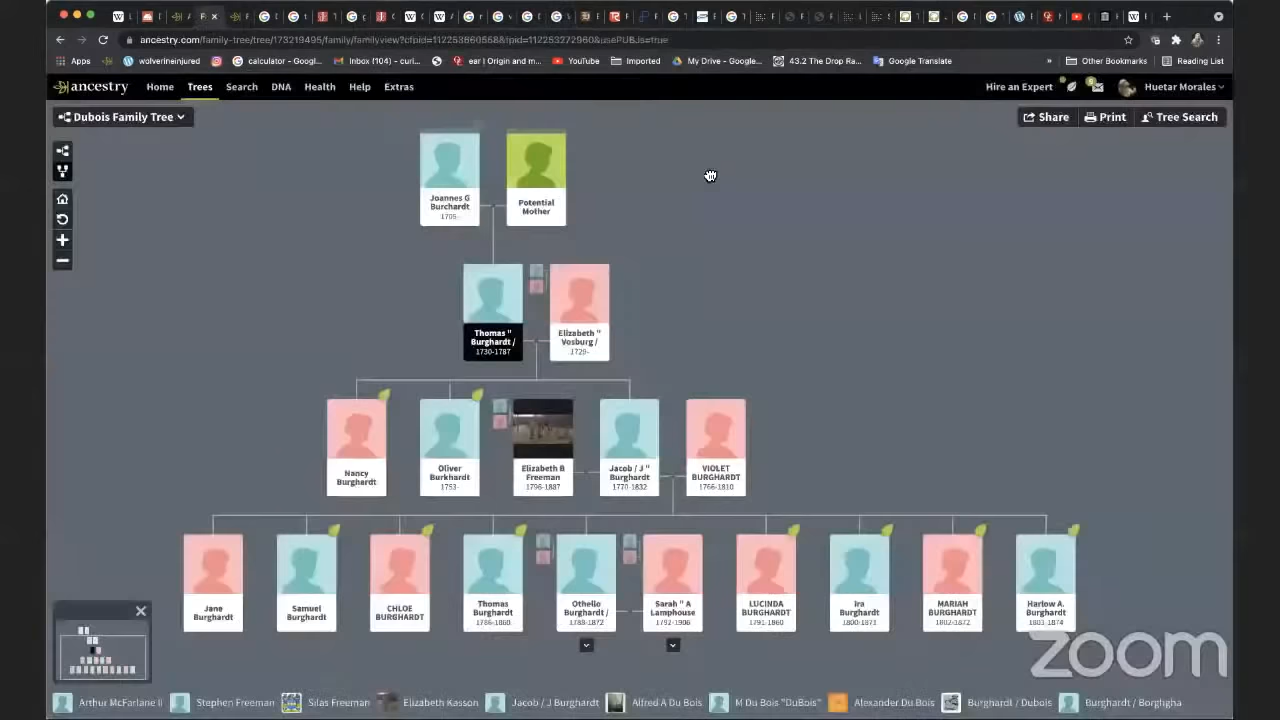 ancestry.com/family-tree/tree/173219495/family/familyview?cfpid=112253660558&fpid=112253272960&usePUBJs=true
Apps
wolverineinjured
calculator - Googl...
Inbox (104) - curi...
ear | Origin and m...
YouTube
Imported
My Drive - Google...
43.2 The Drop Ra...
Google Translate
»
Other Bookmarks
Reading List
ancestry Home Trees Search DNA Health Help Extras
Hire an Expert
Huetar Morales
Dubois Family Tree
Share Print Tree Search
Joannes G
Burchardt
1705-
Potential
Mother
Thomas "
Burghardt /
1730-1787
Elizabeth "
Vosburg /
1729-
Nancy
Burghardt
Oliver
Burkhardt
1753-
Elizabeth B
Freeman
1796-1887
Jacob / J "
Burghardt
1770-1832
VIOLET
BURGHARDT
1766-1810
Jane
Burghardt
Samuel
Burghardt
CHLOE
BURGHARDT
Thomas
Burghardt
1786-1860
Othello
Burghardt /
1788-1872
Sarah " A
Lamphouse
1792-1906
LUCINDA
BURGHARDT
1791-1860
Ira
Burghardt
1800-1871
MARIAH
BURGHARDT
1802-1872
Harlow A.
Burghardt
1803-1874
zoom
Arthur McFarlane II
Stephen Freeman
Silas Freeman
Elizabeth Kasson
Jacob / J Burghardt
Alfred A Du Bois
M Du Bois "DuBois"
Alexander Du Bois
Burghardt / Dubois
Burghardt / Borghgha